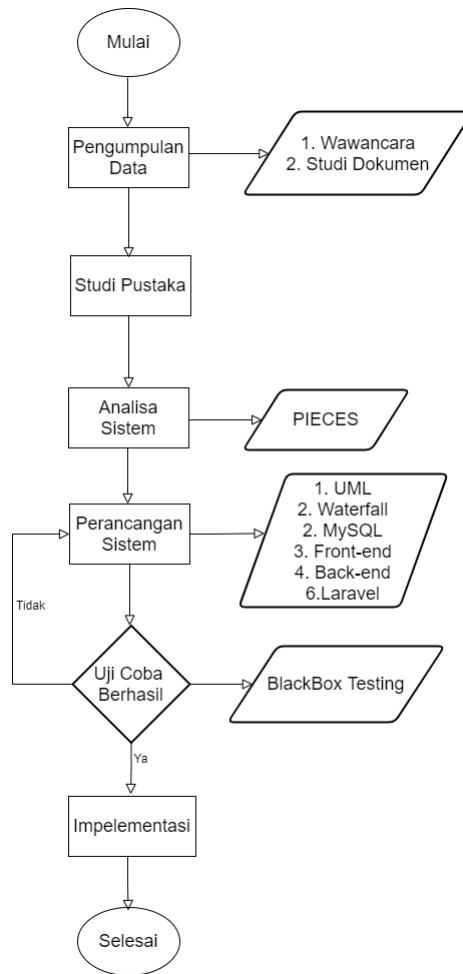 Mulai
Pengumpulan
Data
1. Wawancara
2. Studi Dokumen
Studi Pustaka
Analisa
Sistem
PIECES
Perancangan
Sistem
1. UML
2. Waterfall
2. MySQL
3. Front-end
4. Back-end
6.Laravel
Tidak
Uji Coba
Berhasil
BlackBox Testing
Ya
Impelementasi
Selesai